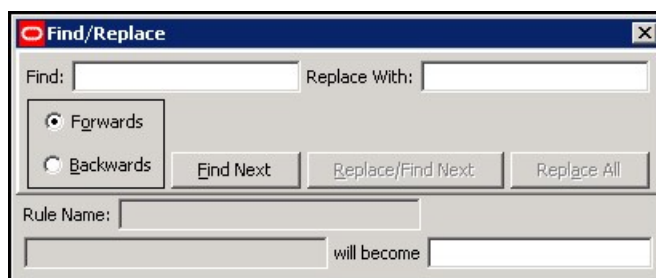 Find/Replace
Find: Replace With:
Forwards
Backwards Find Next Replace/Find Next Replace All
Rule Name:
will become